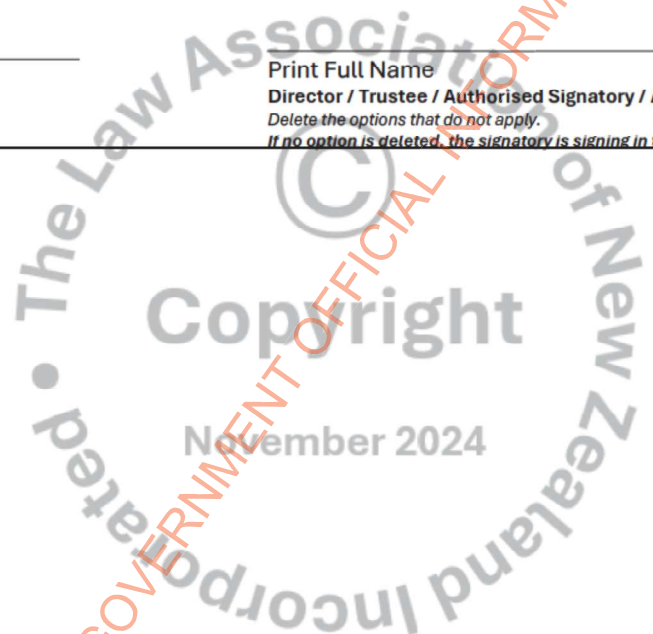 Print Full Name
Director / Trustee / Authorised Signatory /
Delete the options that do not apply.
If no option is deleted, the signatory is signing in
The Law Association of New Zealand Incorporated
©
Copyright
November 2024
GOVERNMENT OFFICIAL INFORM